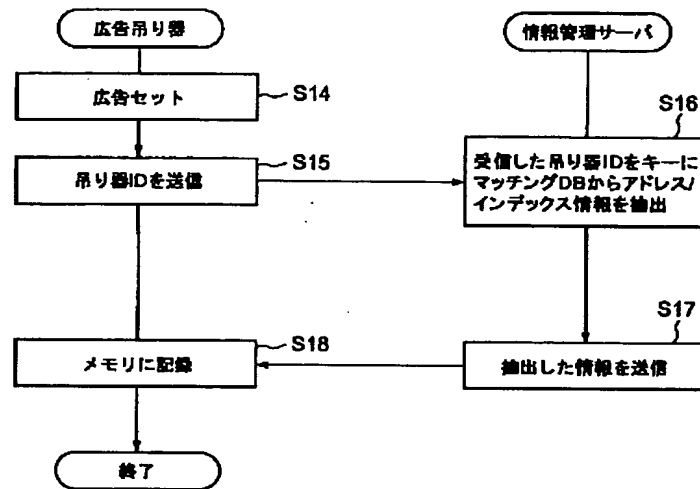 広告吊り器
情報管理サーバ
広告セット
S14
S16
吊り器IDを送信
S15
受信した吊り器IDをキーに
マッチングDBからアドレス/
インデックス情報を抽出
S17
メモリに記録
S18
抽出した情報を送信
終了